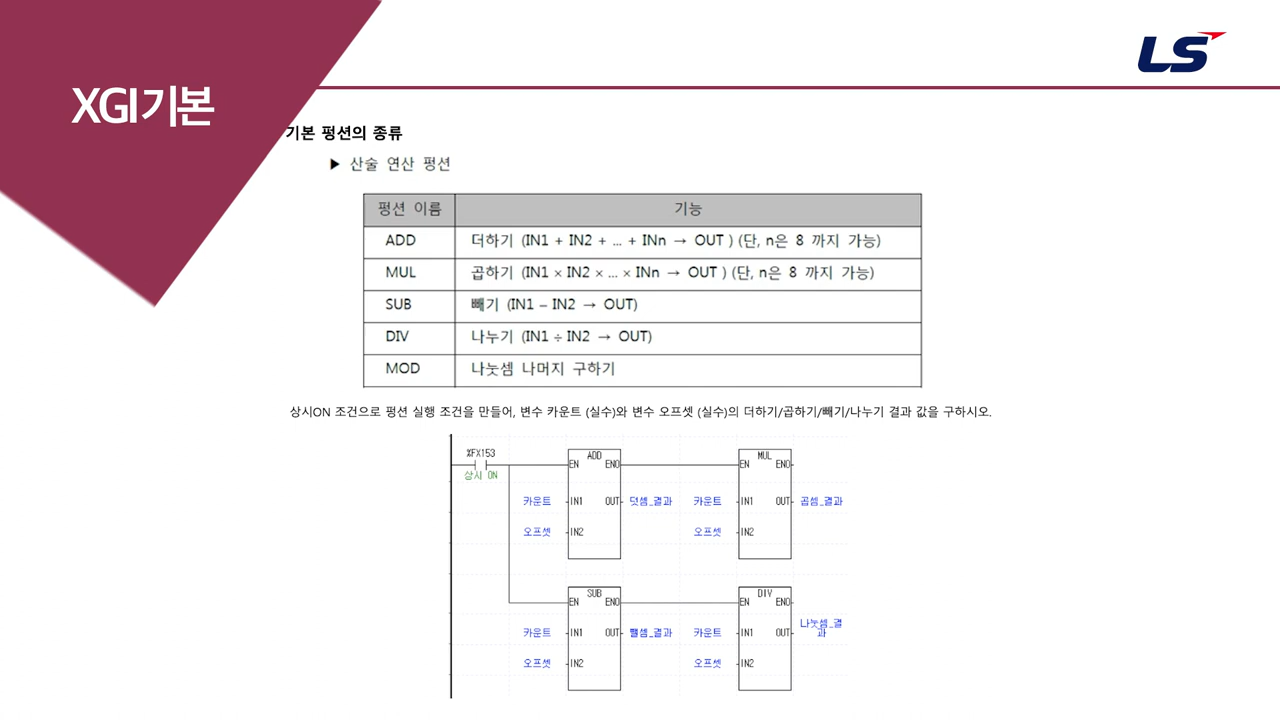 LS
XGI기본
기본 펑션의 종류
▶ 산술 연산 펑션
펑션 이름 기능
ADD 더하기 (IN1 + IN2 + ... + INn → OUT ) (단, n은 8 까지 가능)
MUL 곱하기 (IN1 × IN2 × ... × INn → OUT ) (단, n은 8 까지 가능)
SUB 빼기 (IN1 – IN2 → OUT)
DIV 나누기 (IN1 ÷ IN2 → OUT)
MOD 나눗셈 나머지 구하기
상시ON 조건으로 펑션 실행 조건을 만들어, 변수 카운트 (실수)와 변수 오프셋 (실수)의 더하기/곱하기/빼기/나누기 결과 값을 구하시오.
%FX153 ADD MUL
EN ENO EN ENO
상시 ON
카운트 IN1 OUT 덧셈_결과 카운트 IN1 OUT 곱셈_결과
오프셋 IN2 오프셋 IN2
SUB DIV
EN ENO EN ENO
카운트 IN1 OUT 뺄셈_결과 카운트 IN1 OUT 나눗셈_결
과
오프셋 IN2 오프셋 IN2